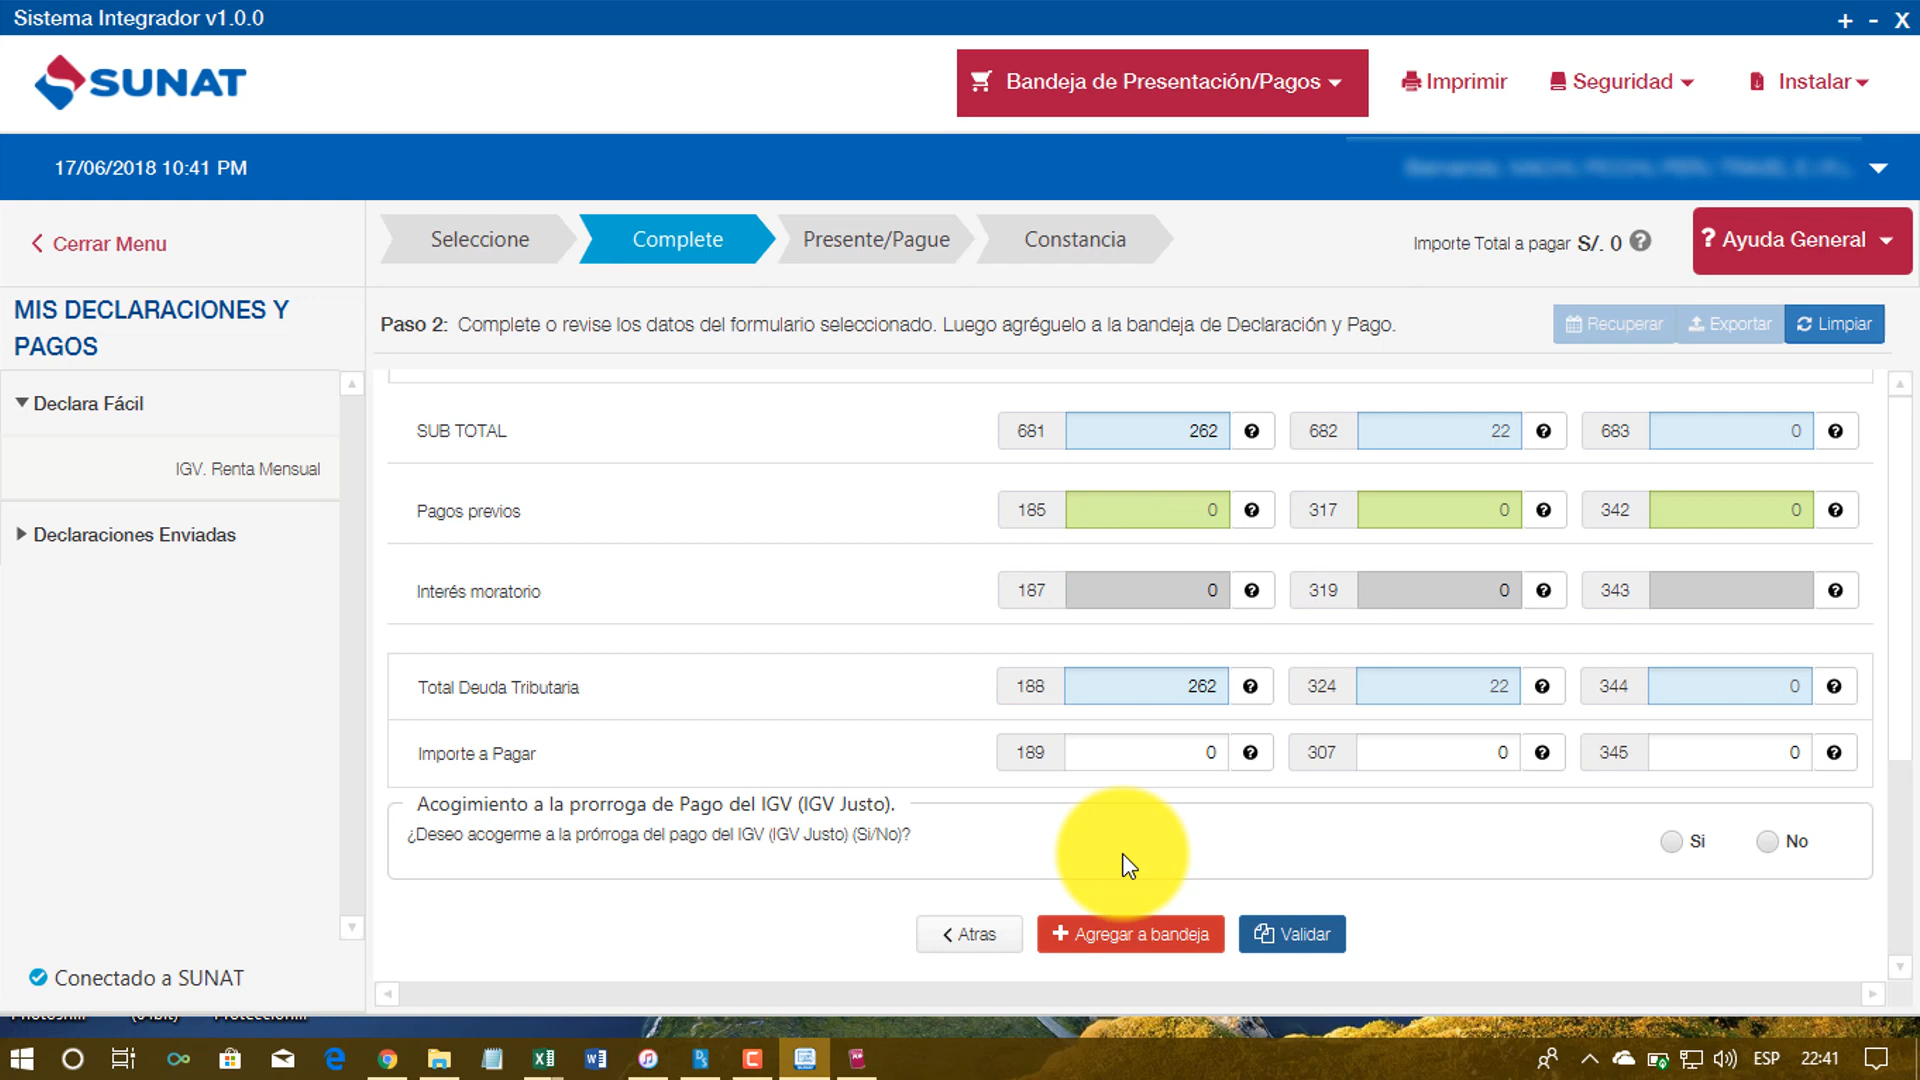 Sistema Integrador v1.0.0
+ - X
SUNAT
Bandeja de Presentación/Pagos
Imprimir
Seguridad
Instalar
17/06/2018 10:41 PM
Cerrar Menu
Seleccione
Complete
Presente/Pague
Constancia
Importe Total a pagar S/. 0 ?
? Ayuda General
MIS DECLARACIONES Y
PAGOS
Paso 2: Complete o revise los datos del formulario seleccionado. Luego agréguelo a la bandeja de Declaración y Pago.
Recuperar
Exportar
Limpiar
Declara Fácil
IGV. Renta Mensual
Declaraciones Enviadas
SUB TOTAL 681 262 ? 682 22 ? 683 0 ?
Pagos previos 185 0 ? 317 0 ? 342 0 ?
Interés moratorio 187 0 ? 319 0 ? 343 ?
Total Deuda Tributaria 188 262 ? 324 22 ? 344 0 ?
Importe a Pagar 189 0 ? 307 0 ? 345 0 ?
Acogimiento a la prorroga de Pago del IGV (IGV Justo).
¿Deseo acogerme a la prórroga del pago del IGV (IGV Justo) (Si/No)?
Si
No
Atras
Agregar a bandeja
Validar
Conectado a SUNAT
ESP
22:41